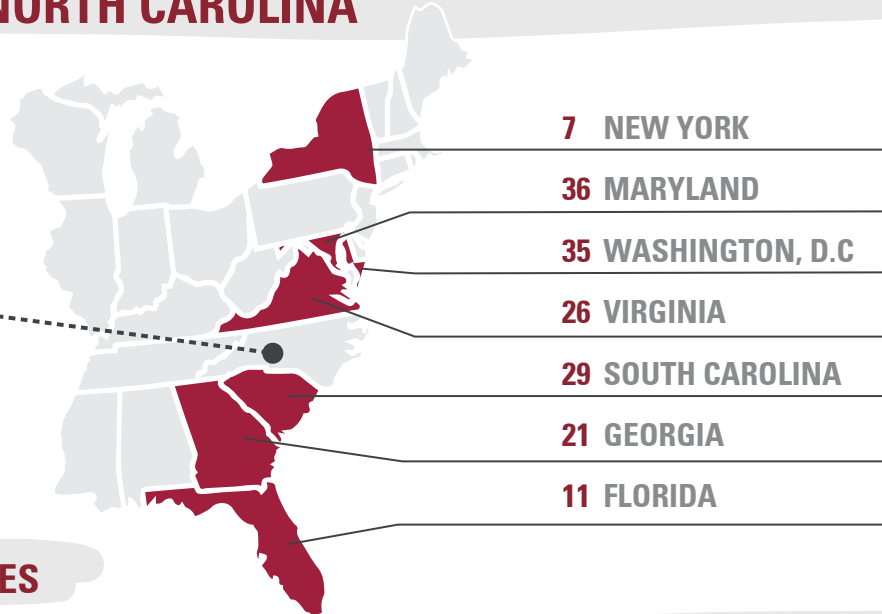 NORTH CAROLINA
7 NEW YORK
36 MARYLAND
35 WASHINGTON, D.C
26 VIRGINIA
29 SOUTH CAROLINA
21 GEORGIA
11 FLORIDA
ES